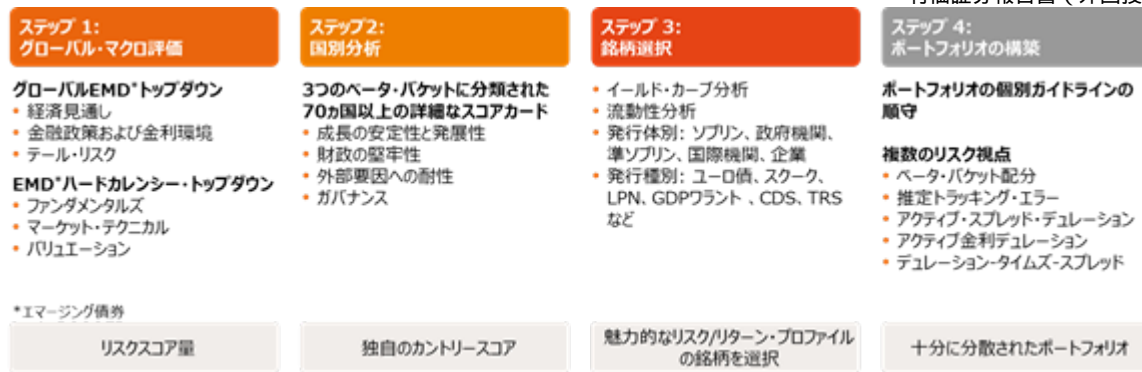 ステップ 1:
グローバル・マクロ評価
グローバルEMD*トップダウン
• 経済見通し
• 金融政策および金利環境
• テール・リスク
EMD*ハードカレンシー・トップダウン
• ファンダメンタルズ
• マーケット・テクニカル
• バリュエーション
*エマージング債券
リスクスコア量
ステップ2:
国別分析
3つのベータ・バケットに分類された
70ヵ国以上の詳細なスコアカード
• 成長の安定性と発展性
• 財政の堅牢性
• 外部要因への耐性
• ガバナンス
独自のカントリースコア
ステップ 3:
銘柄選択
• イールド・カーブ分析
• 流動性分析
• 発行体別: ソブリン、政府機関、
準ソブリン、国際機関、企業
• 発行種別: ユーロ債、スクーク、
LPN、GDPワラント 、CDS、TRS
など
魅力的なリスク/リターン・プロファイル
の銘柄を選択
ステップ 4:
ポートフォリオの構築
ポートフォリオの個別ガイドラインの
順守
複数のリスク視点
• ベータ・バケット配分
• 推定トラッキング・エラー
• アクティブ・スプレッド・デュレーション
• アクティブ金利デュレーション
• デュレーション-タイムズ-スプレッド
十分に分散されたポートフォリオ